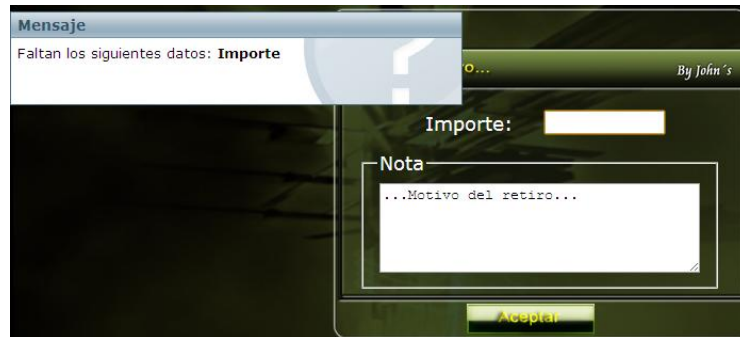 Mensaje
Faltan los siguientes datos: Importe
o...
By John´s
Importe:
Nota
...Motivo del retiro...
Aceptar